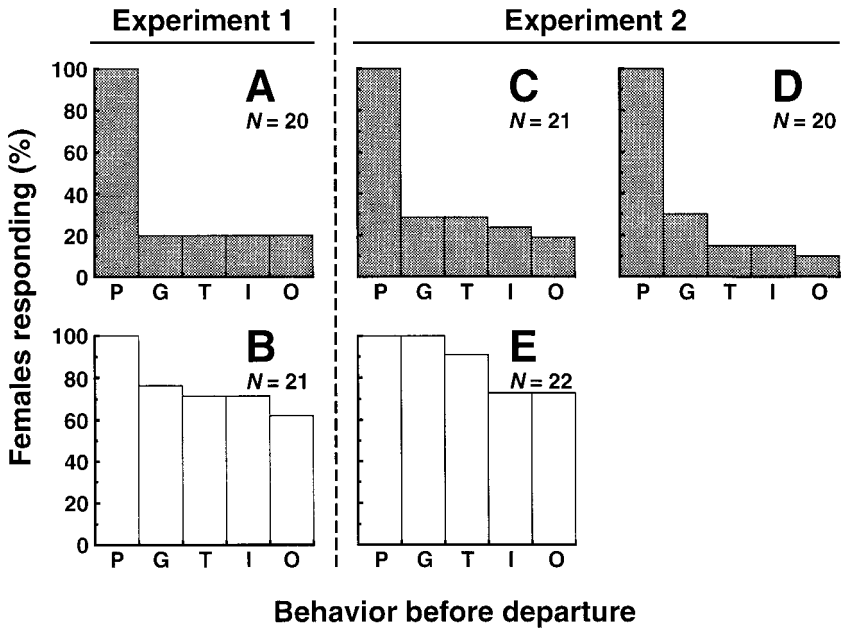 Experiment 1
Experiment 2
Females responding (%)
A
N = 20
100
80
60
40
20
0
P G T I O
C
N = 21
P G T I O
D
N = 20
P G T I O
B
N = 21
100
80
60
40
20
0
P G T I O
E
N = 22
P G T I O
Behavior before departure